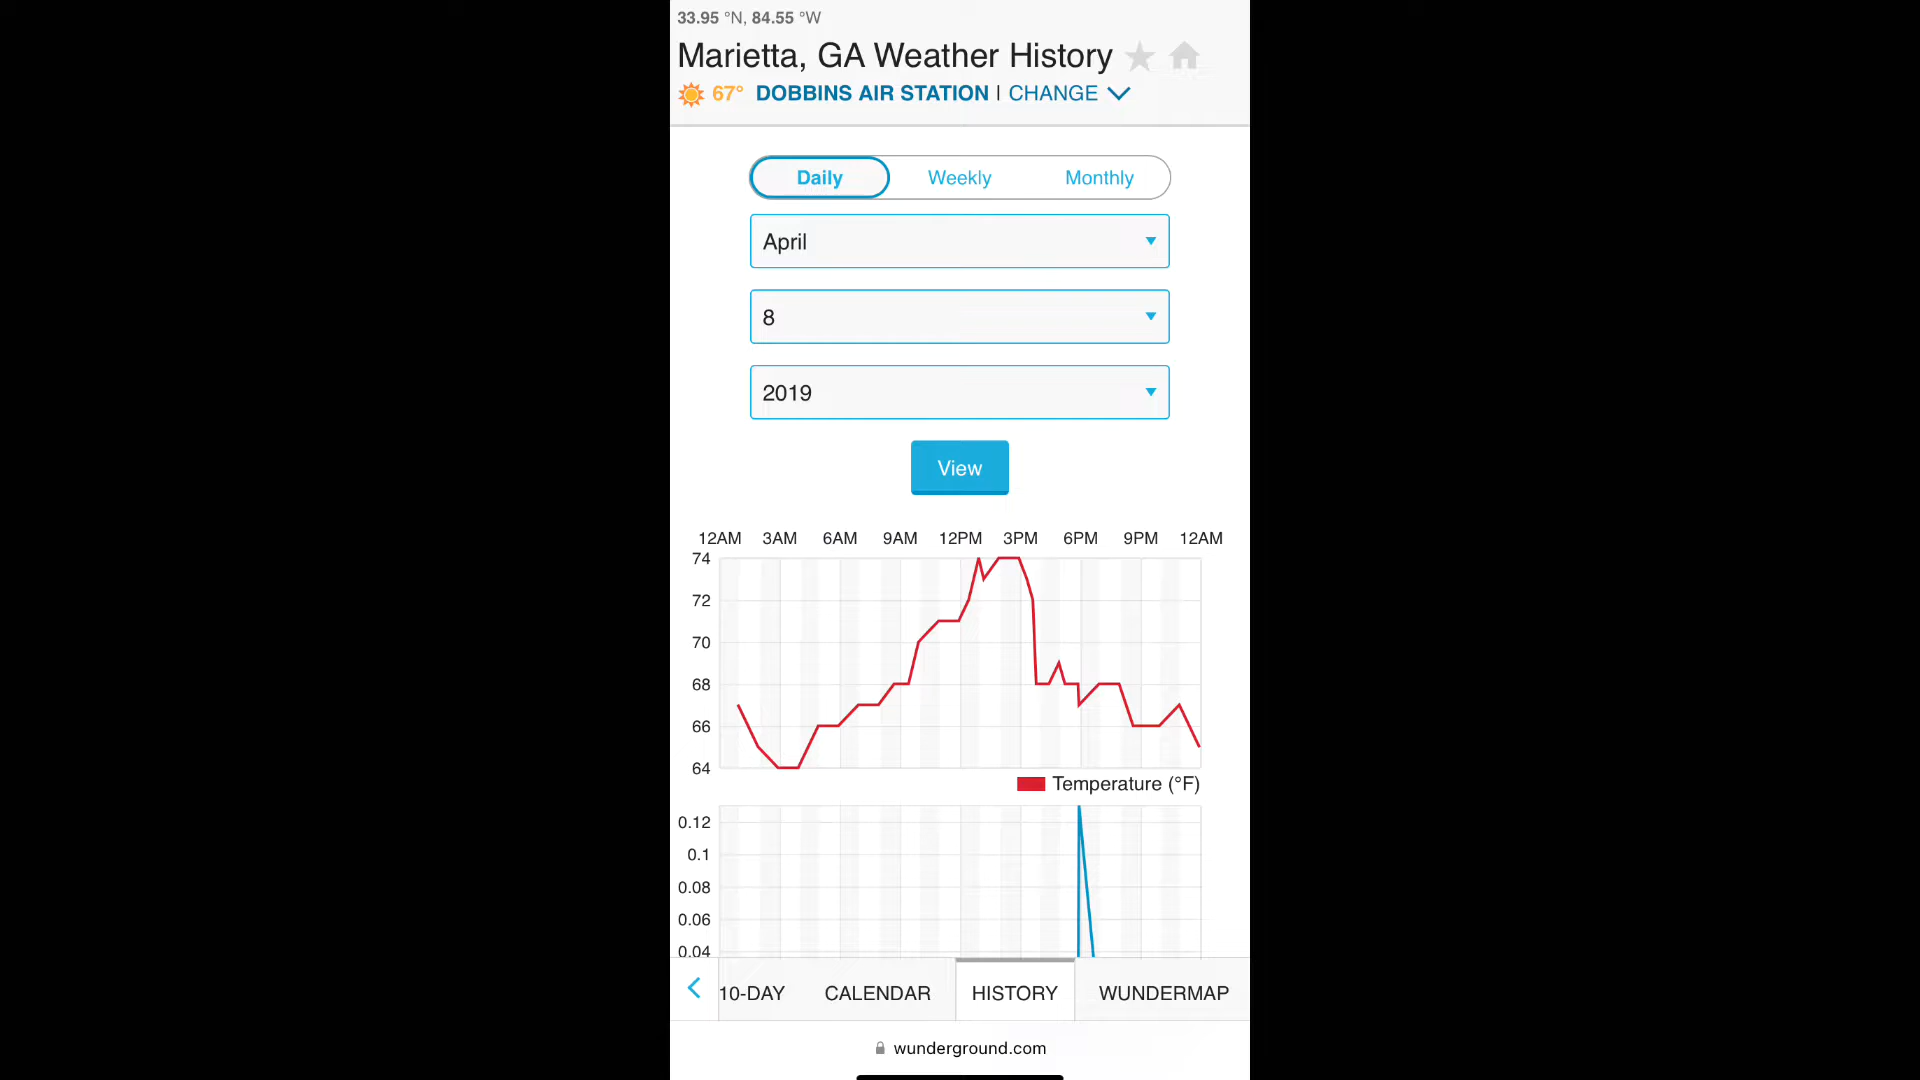 33.95 °N, 84.55 °W
Marietta, GA Weather History
67° DOBBINS AIR STATION | CHANGE
Daily Weekly Monthly
April
8
2019
View
12AM 3AM 6AM 9AM 12PM 3PM 6PM 9PM 12AM
74
72
70
68
66
64
Temperature (°F)
0.12
0.1
0.08
0.06
0.04
10-DAY CALENDAR HISTORY WUNDERMAP
wunderground.com